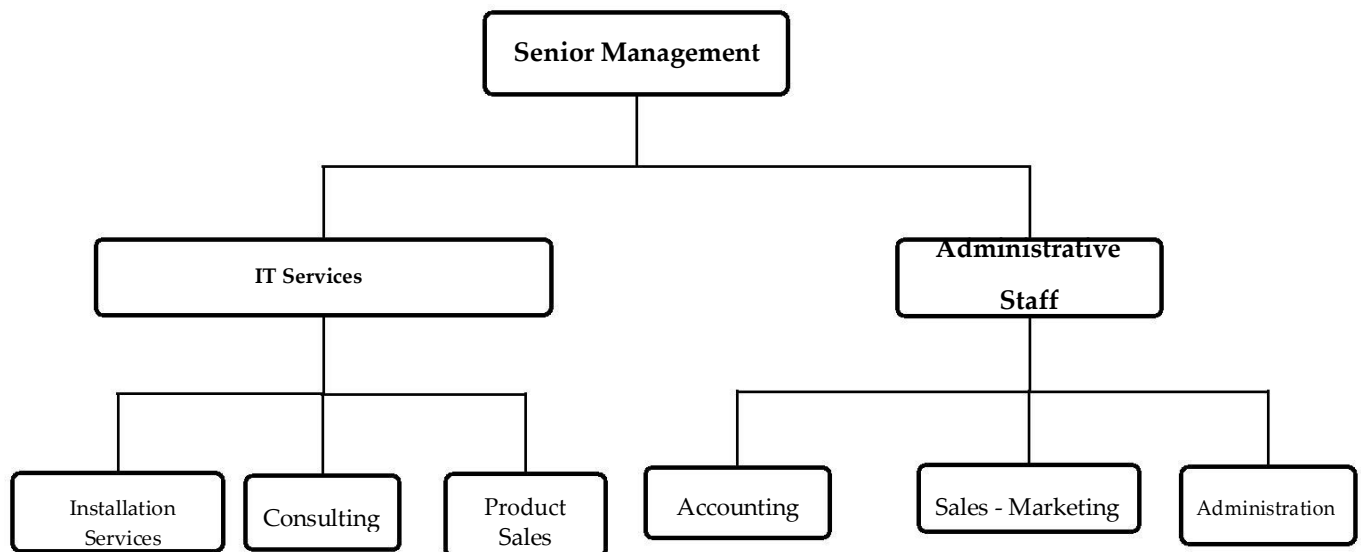 Senior Management
IT Services
Administrative
Staff
Installation
Services
Consulting
Product
Sales
Accounting
Sales - Marketing
Administration